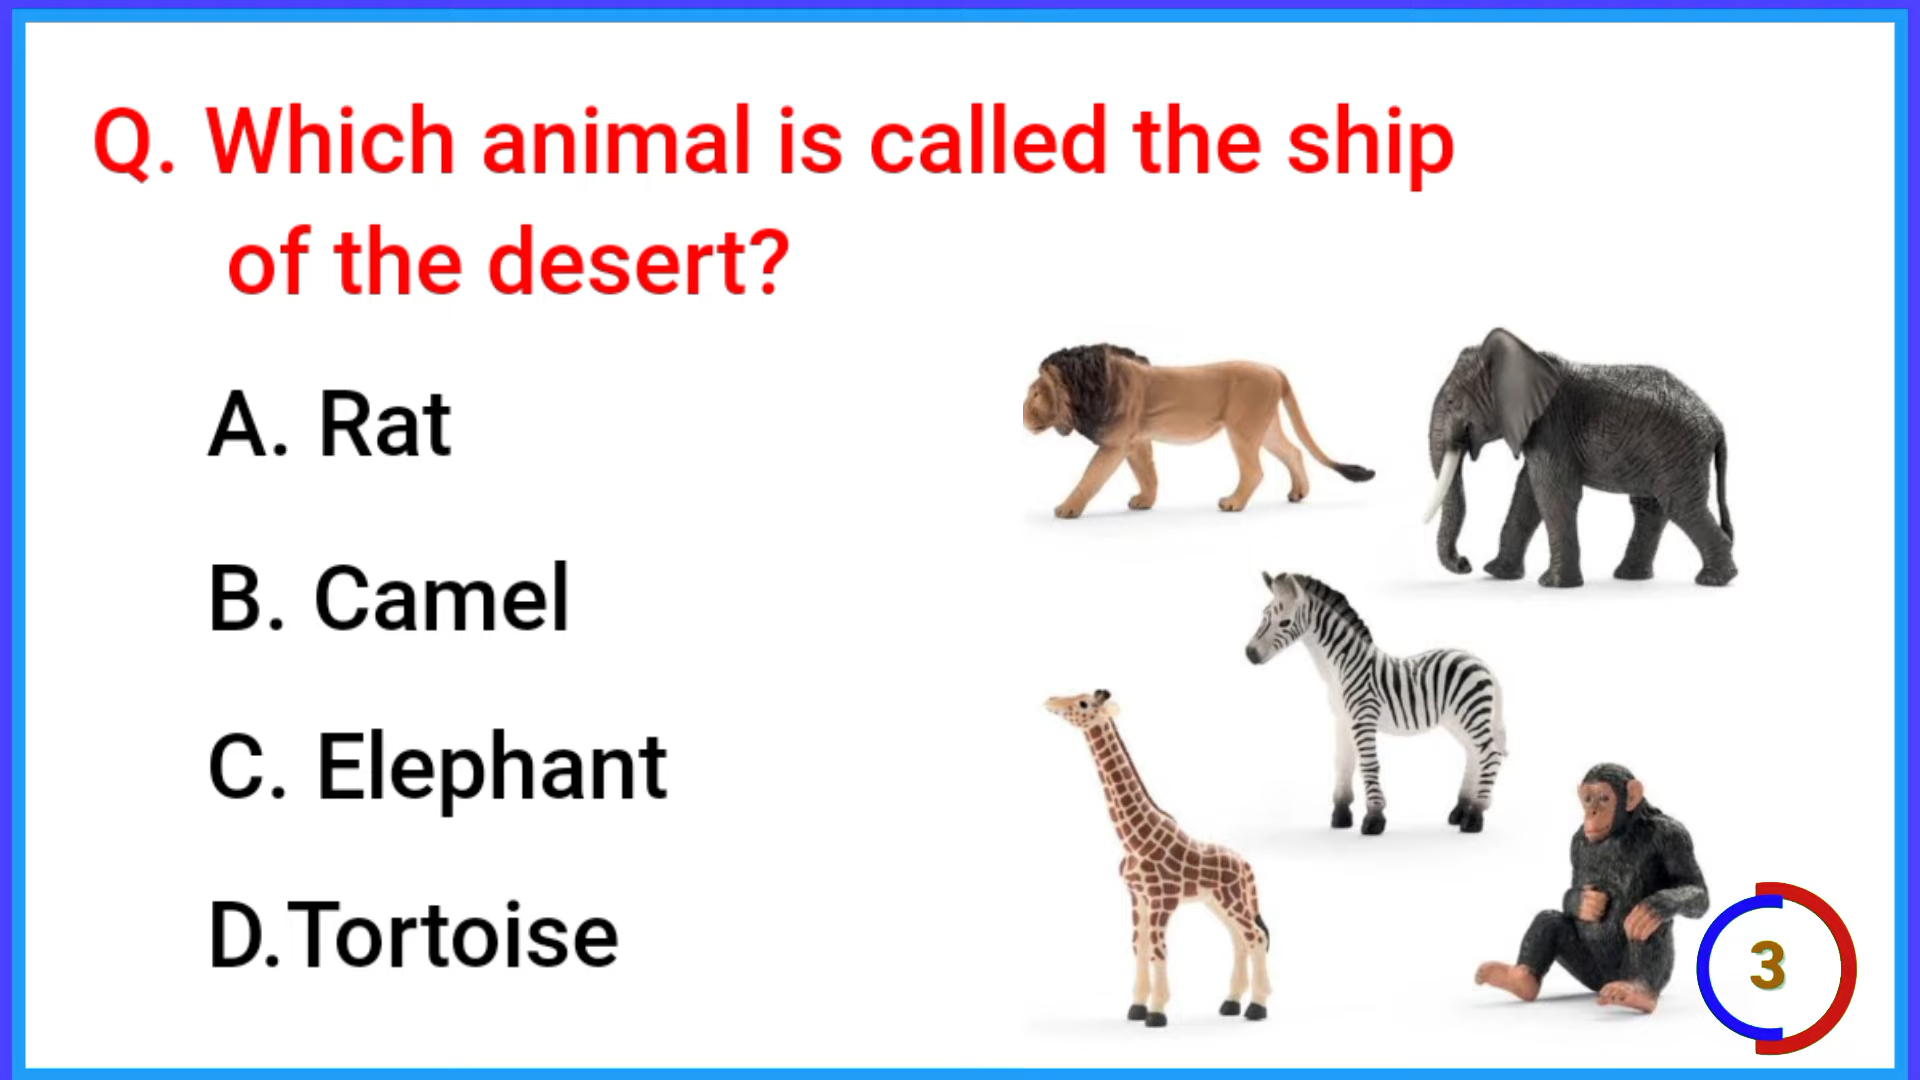 Q. Which animal is called the ship
of the desert?
A. Rat
B. Camel
C. Elephant
D.Tortoise
3